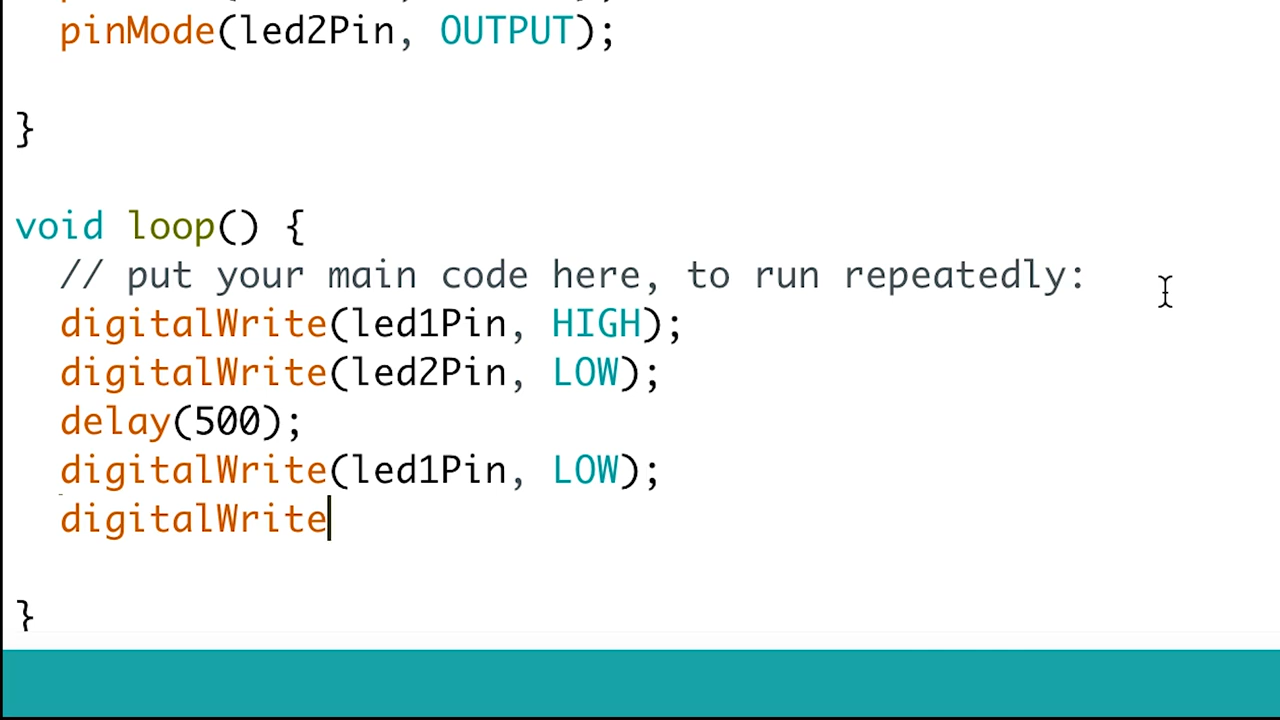 pinMode(led2Pin, OUTPUT);
}
void loop() {
// put your main code here, to run repeatedly:
digitalWrite(led1Pin, HIGH);
digitalWrite(led2Pin, LOW);
delay(500);
digitalWrite(led1Pin, LOW);
digitalWrite
}